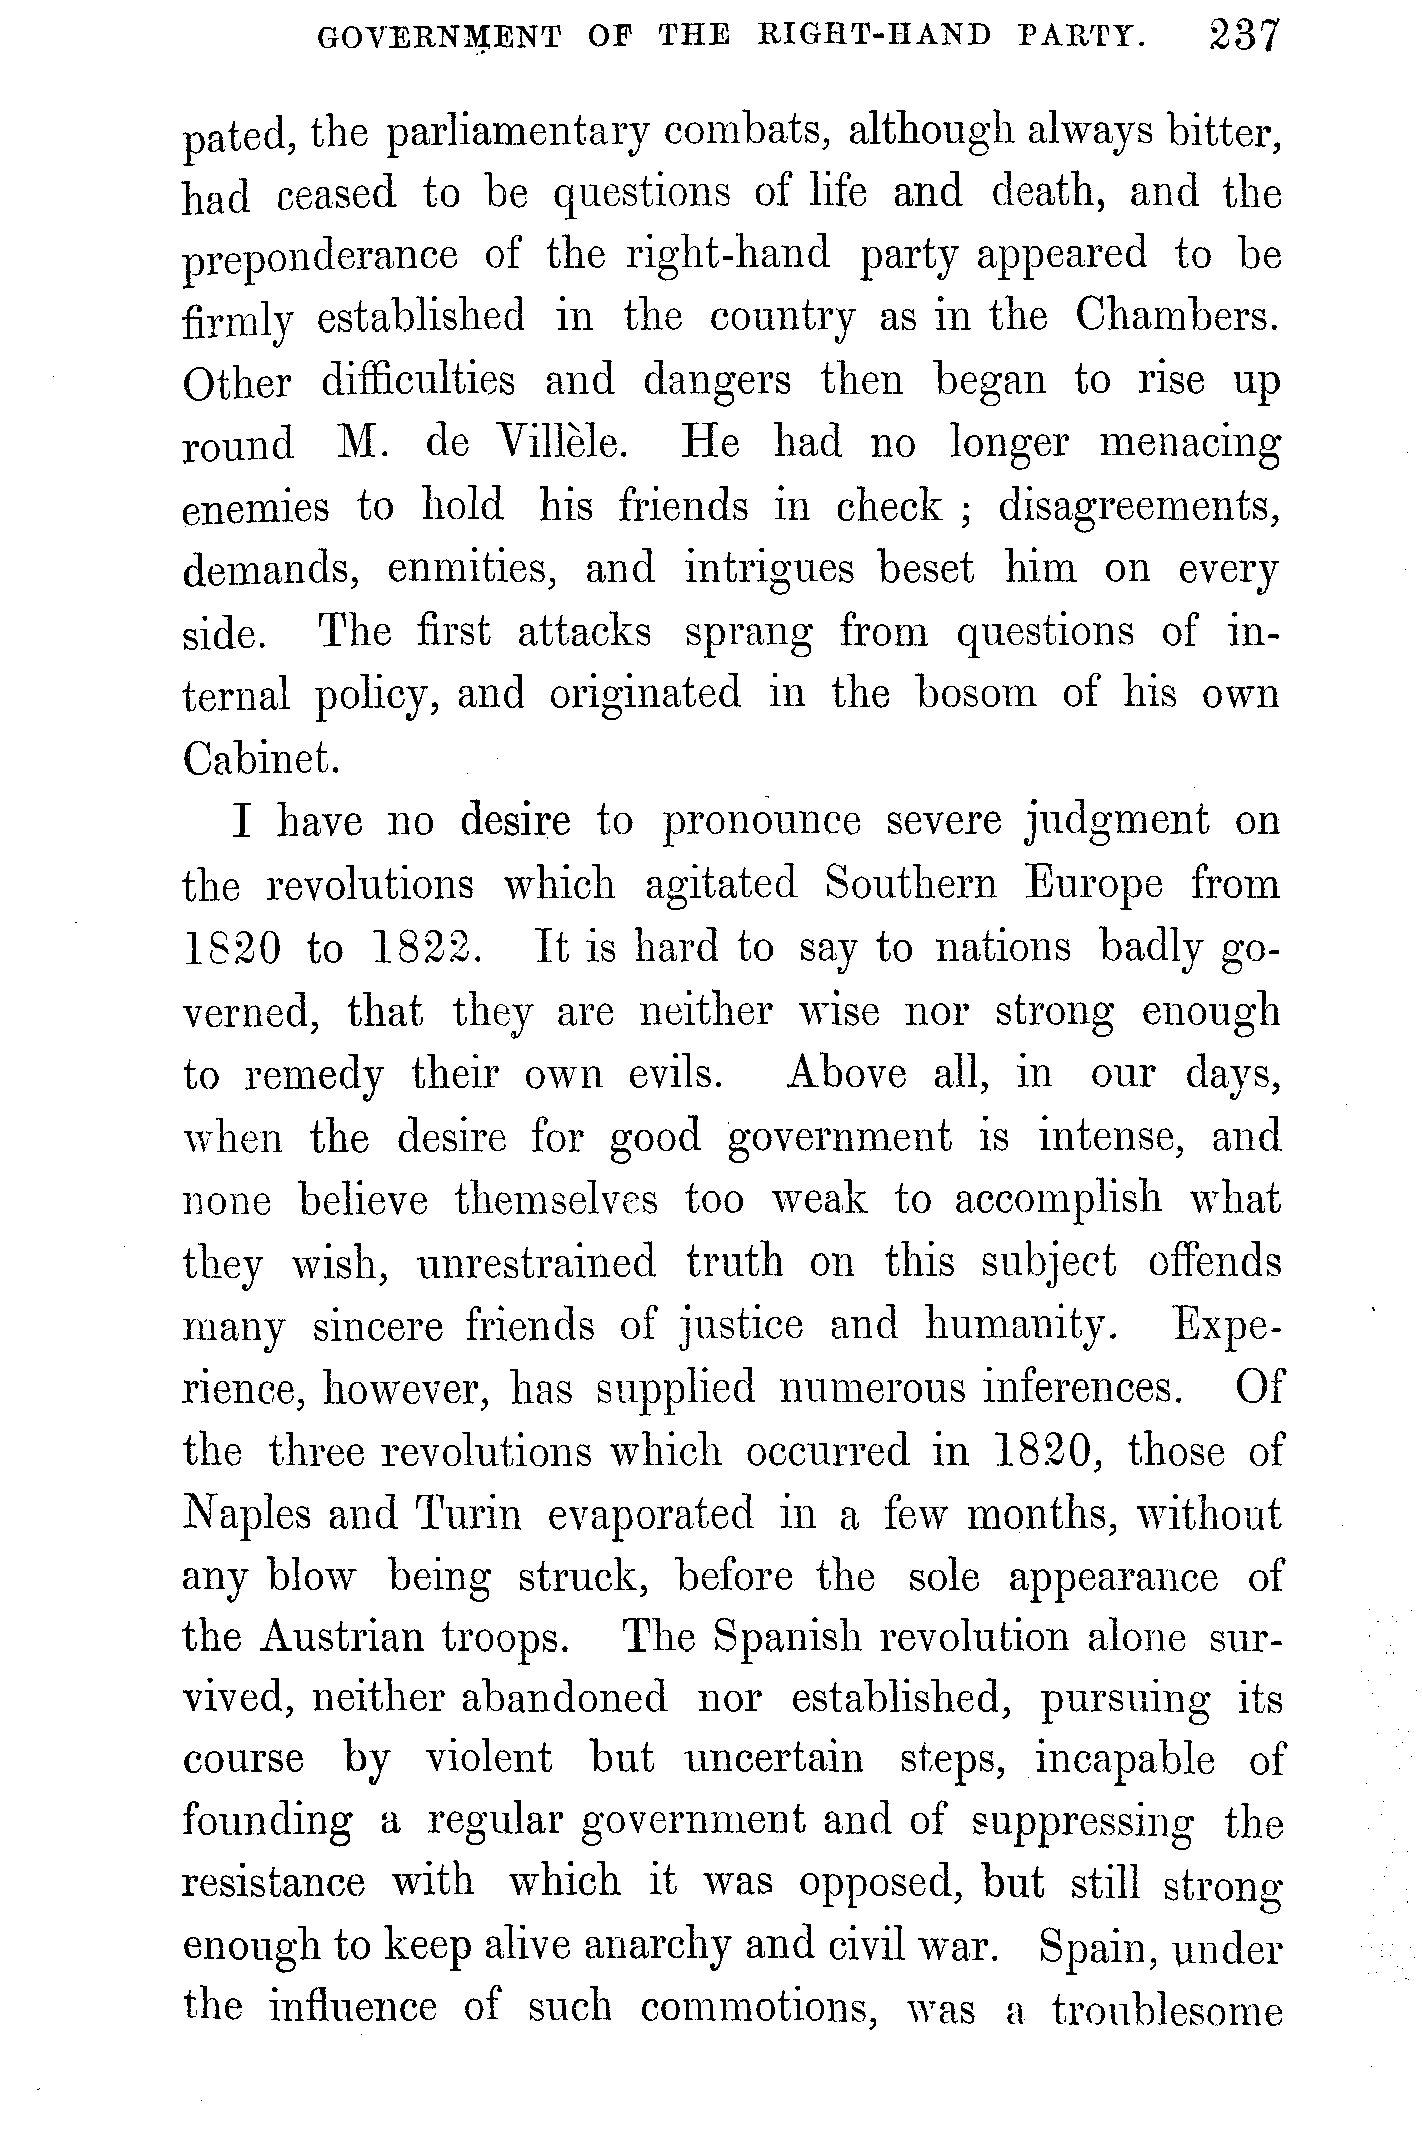 GOVERNMENT OF THE RIGHT-HAND PARTY. 237
pated, the parliamentary combats, although always bitter,
had ceased to be questions of life and death, and the
preponderance of the right-hand party appeared to be
firmly established in the country as in the Chambers.
Other difficulties and dangers then began to rise up
round M. de Villèle. He had no longer menacing
enemies to hold his friends in check ; disagreements,
demands, enmities, and intrigues beset him on every
side. The first attacks sprang from questions of in-
ternal policy, and originated in the bosom of his own
Cabinet.
I have no desire to pronounce severe judgment on
the revolutions which agitated Southern Europe from
1820 to 1822. It is hard to say to nations badly go-
verned, that they are neither wise nor strong enough
to remedy their own evils. Above all, in our days,
when the desire for good government is intense, and
none believe themselves too weak to accomplish what
they wish, unrestrained truth on this subject offends
many sincere friends of justice and humanity. Expe-
rience, however, has supplied numerous inferences. Of
the three revolutions which occurred in 1820, those of
Naples and Turin evaporated in a few months, without
any blow being struck, before the sole appearance of
the Austrian troops. The Spanish revolution alone sur-
vived, neither abandoned nor established, pursuing its
course by violent but uncertain steps, incapable of
founding a regular government and of suppressing the
resistance with which it was opposed, but still strong
enough to keep alive anarchy and civil war. Spain, under
the influence of such commotions, was a troublesome